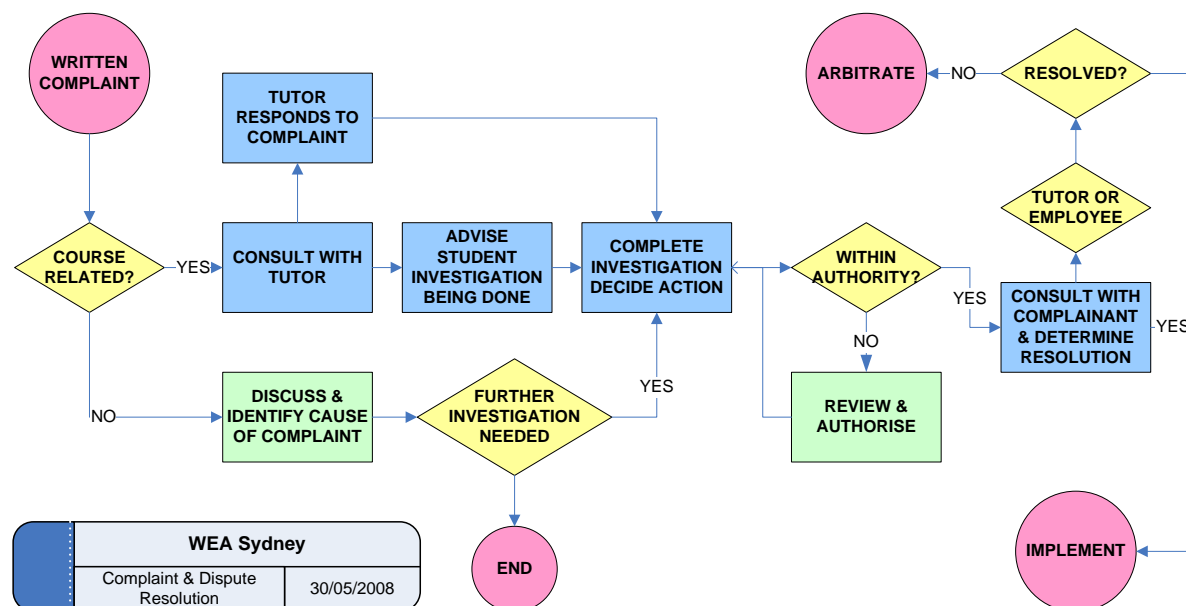 WRITTEN
COMPLAINT
TUTOR
RESPONDS TO
COMPLAINT
ARBITRATE
NO
RESOLVED?
TUTOR OR
EMPLOYEE
COURSE
RELATED?
YES
CONSULT WITH
TUTOR
ADVISE
STUDENT
INVESTIGATION
BEING DONE
COMPLETE
INVESTIGATION
DECIDE ACTION
WITHIN
AUTHORITY?
YES
CONSULT WITH
COMPLAINANT
& DETERMINE
RESOLUTION
YES
NO
NO
DISCUSS &
IDENTIFY CAUSE
OF COMPLAINT
FURTHER
INVESTIGATION
NEEDED
YES
REVIEW &
AUTHORISE
END
IMPLEMENT
WEA Sydney
Complaint & Dispute
Resolution
30/05/2008